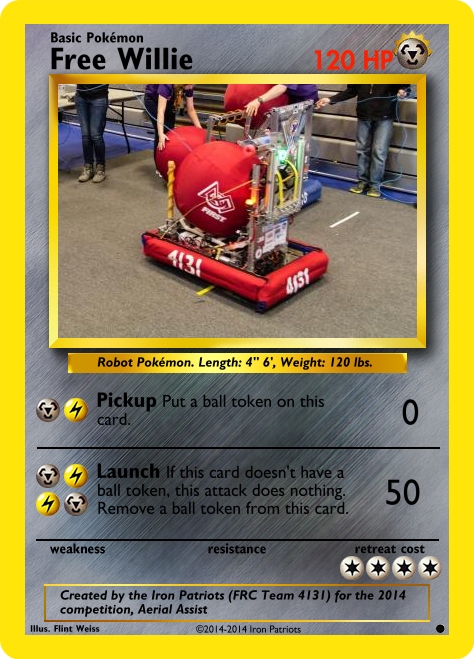 Basic Pokémon
Free Willie
120 HP
FIRST
4131
4131
Robot Pokémon. Length: 4" 6', Weight: 120 lbs.
Pickup Put a ball token on this
card.
0
Launch If this card doesn't have a
ball token, this attack does nothing.
Remove a ball token from this card.
50
weakness
resistance
retreat cost
Created by the Iron Patriots (FRC Team 4131) for the 2014
competition, Aerial Assist
Illus. Flint Weiss
©2014-2014 Iron Patriots